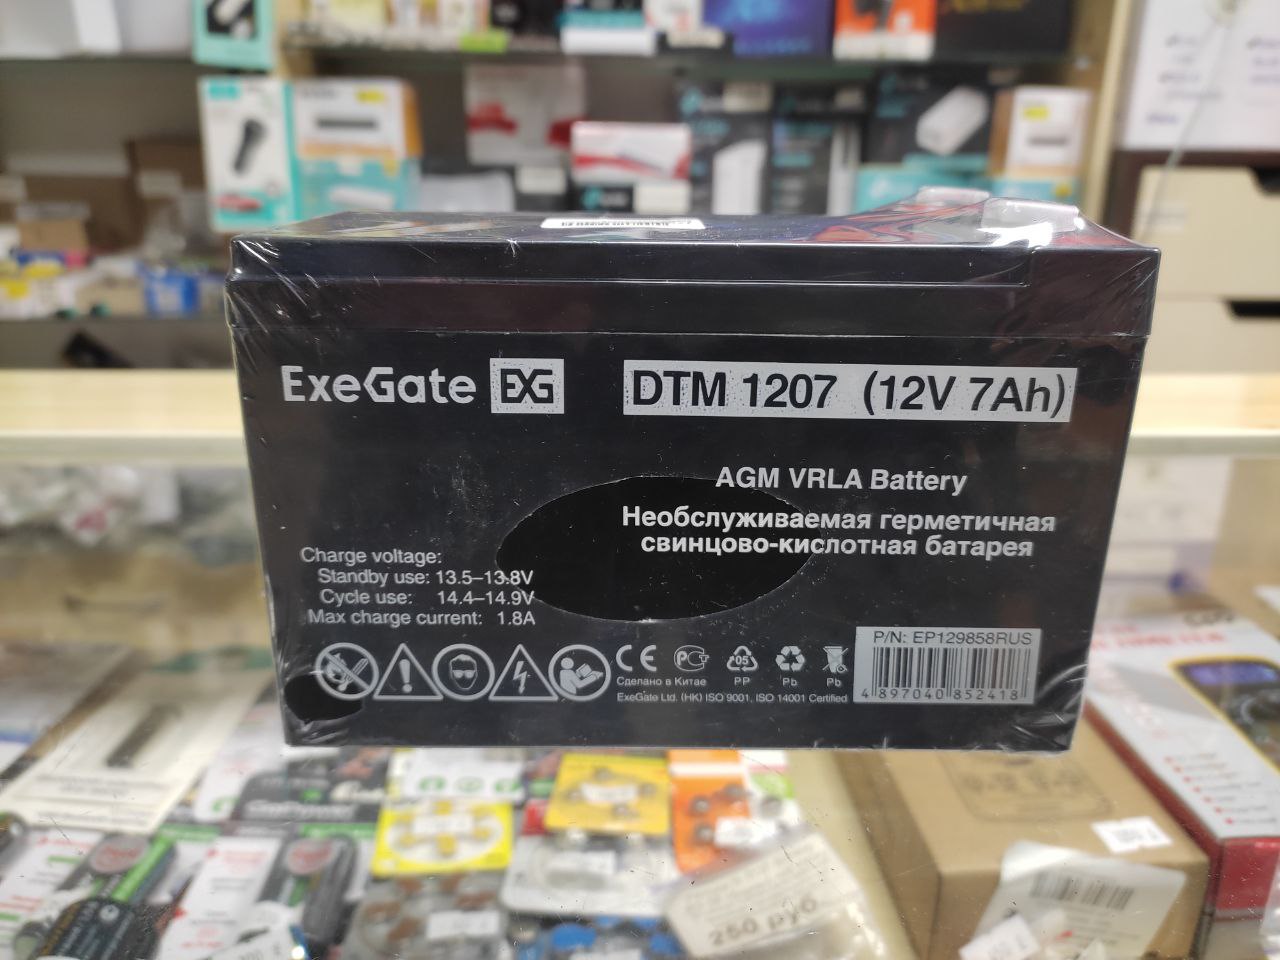 ExeGate EXG
DTM 1207 (12V 7Ah)
AGM VRLA Battery
Необслуживаемая герметичная
свинцово-кислотная батарея
Charge voltage:
Standby use: 13.5–13.8V
Cycle use: 14.4–14.9V
Max charge current: 1.8A
CE
05
PP
Pb
Pb
Сделано в Китае
ExeGate Ltd. (HK) ISO 9001, ISO 14001 Certified
P/N: EP129858RUS
4 897040 852418
250 руб